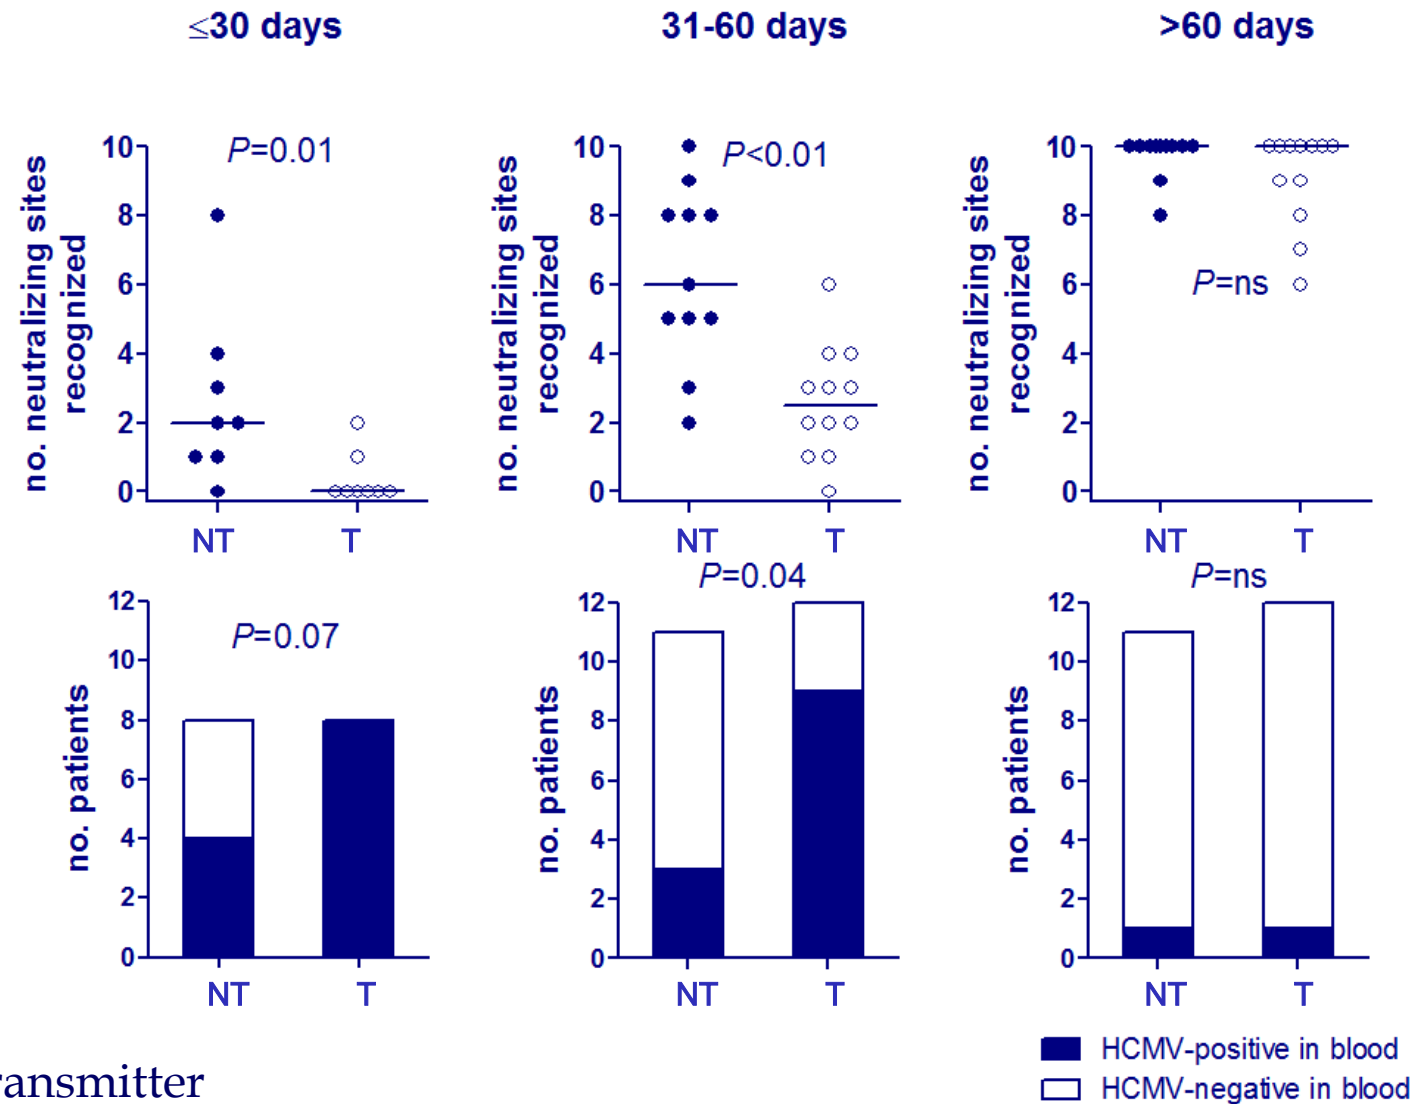 ≤30 days
31-60 days
>60 days
no. neutralizing sites
recognized
10
8
6
4
2
0
P=0.01
NT
T
no. neutralizing sites
recognized
10
8
6
4
2
0
P<0.01
NT
T
no. neutralizing sites
recognized
10
8
6
4
2
0
P=ns
NT
T
no. patients
12
10
8
6
4
2
0
P=0.07
NT
T
no. patients
12
10
8
6
4
2
0
P=0.04
NT
T
no. patients
12
10
8
6
4
2
0
P=ns
NT
T
HCMV-positive in blood
HCMV-negative in blood
ransmitter